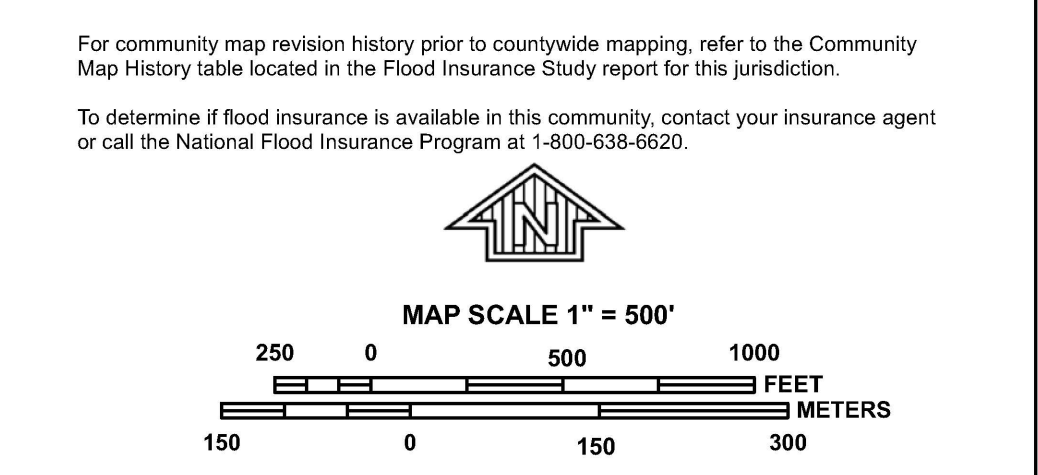 For community map revision history prior to countywide mapping, refer to the Community
Map History table located in the Flood Insurance Study report for this jurisdiction.
To determine if flood insurance is available in this community, contact your insurance agent
or call the National Flood Insurance Program at 1-800-638-6620.
N
MAP SCALE 1" = 500'
250 0 500 1000
FEET
METERS
150 0 150 300